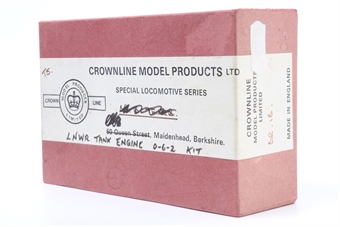 15.
CROWNLINE MODEL PRODUCTS LTD
SPECIAL LOCOMOTIVE SERIES
CROWN LINE
60 Queen Street, Maidenhead, Berkshire.
LNWR TANK ENGINE 0-6-2 KIT
CROWNLINE
MODEL PRODUCTS
LIMITED
MADE IN ENGLAND